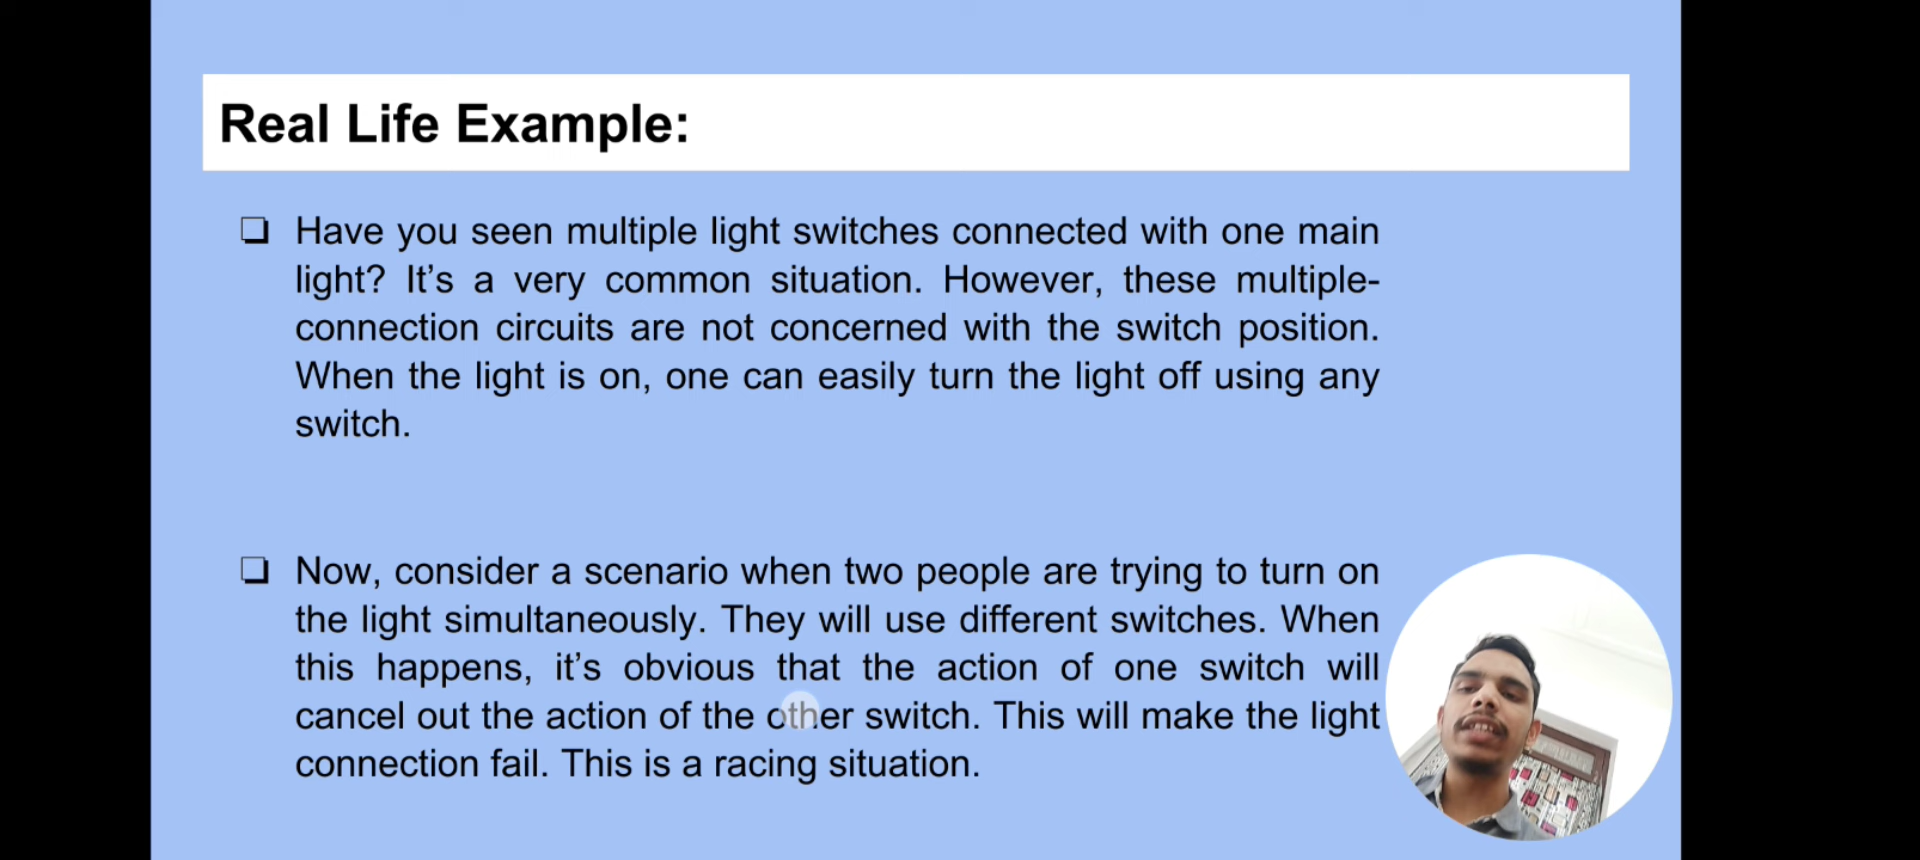 Real Life Example:
Have you seen multiple light switches connected with one main
light? It’s a very common situation. However, these multiple-
connection circuits are not concerned with the switch position.
When the light is on, one can easily turn the light off using any
switch.
Now, consider a scenario when two people are trying to turn on
the light simultaneously. They will use different switches. When
this happens, it’s obvious that the action of one switch will
cancel out the action of the other switch. This will make the light
connection fail. This is a racing situation.